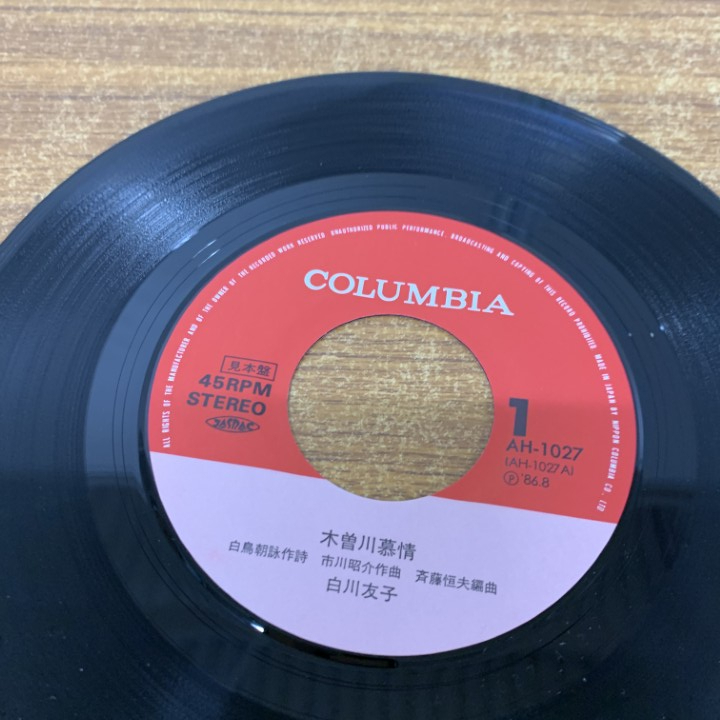 ALL RIGHTS OF THE MANUFACTURER AND OF THE OWNER OF THE RECORDED WORK RESERVED UNAUTHORIZED PUBLIC PERFORMANCE, BROADCASTING AND COPYING OF THIS RECORD PROHIBITED MADE IN JAPAN BY NIPPON COLUMBIA CO., LTD
COLUMBIA
見本盤
45RPM
STEREO
JASRAC
1
AH-1027
(AH-1027A)
Ⓟ'86.8
木曽川慕情
白鳥朝詠作詩 市川昭介作曲 斉藤恒夫編曲
白川友子